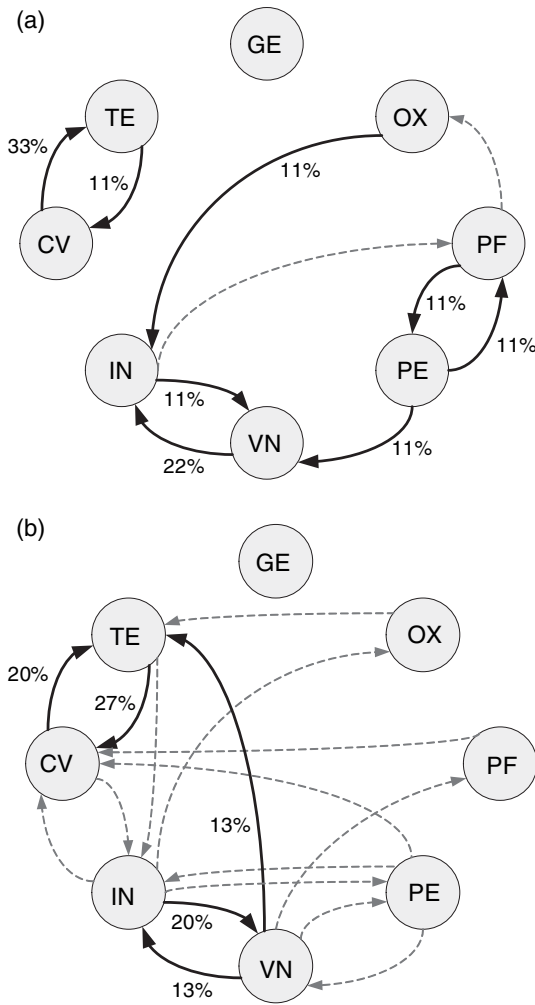 (a)
GE
TE
OX
33%
11%
11%
CV
PF
11%
11%
IN
PE
11%
VN
11%
22%
(b)
GE
TE
OX
20%
27%
CV
PF
13%
IN
PE
20%
VN
13%